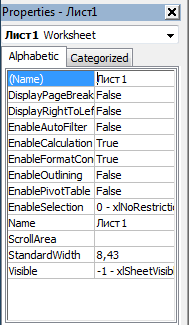 Properties - Лист1
Лист1 Worksheet
Alphabetic Categorized
(Name) Лист1
DisplayPageBreak False
DisplayRightToLef False
EnableAutoFilter False
EnableCalculation True
EnableFormatCon True
EnableOutlining False
EnablePivotTable False
EnableSelection 0 - xlNoRestrictio
Name Лист1
ScrollArea
StandardWidth 8,43
Visible -1 - xlSheetVisib